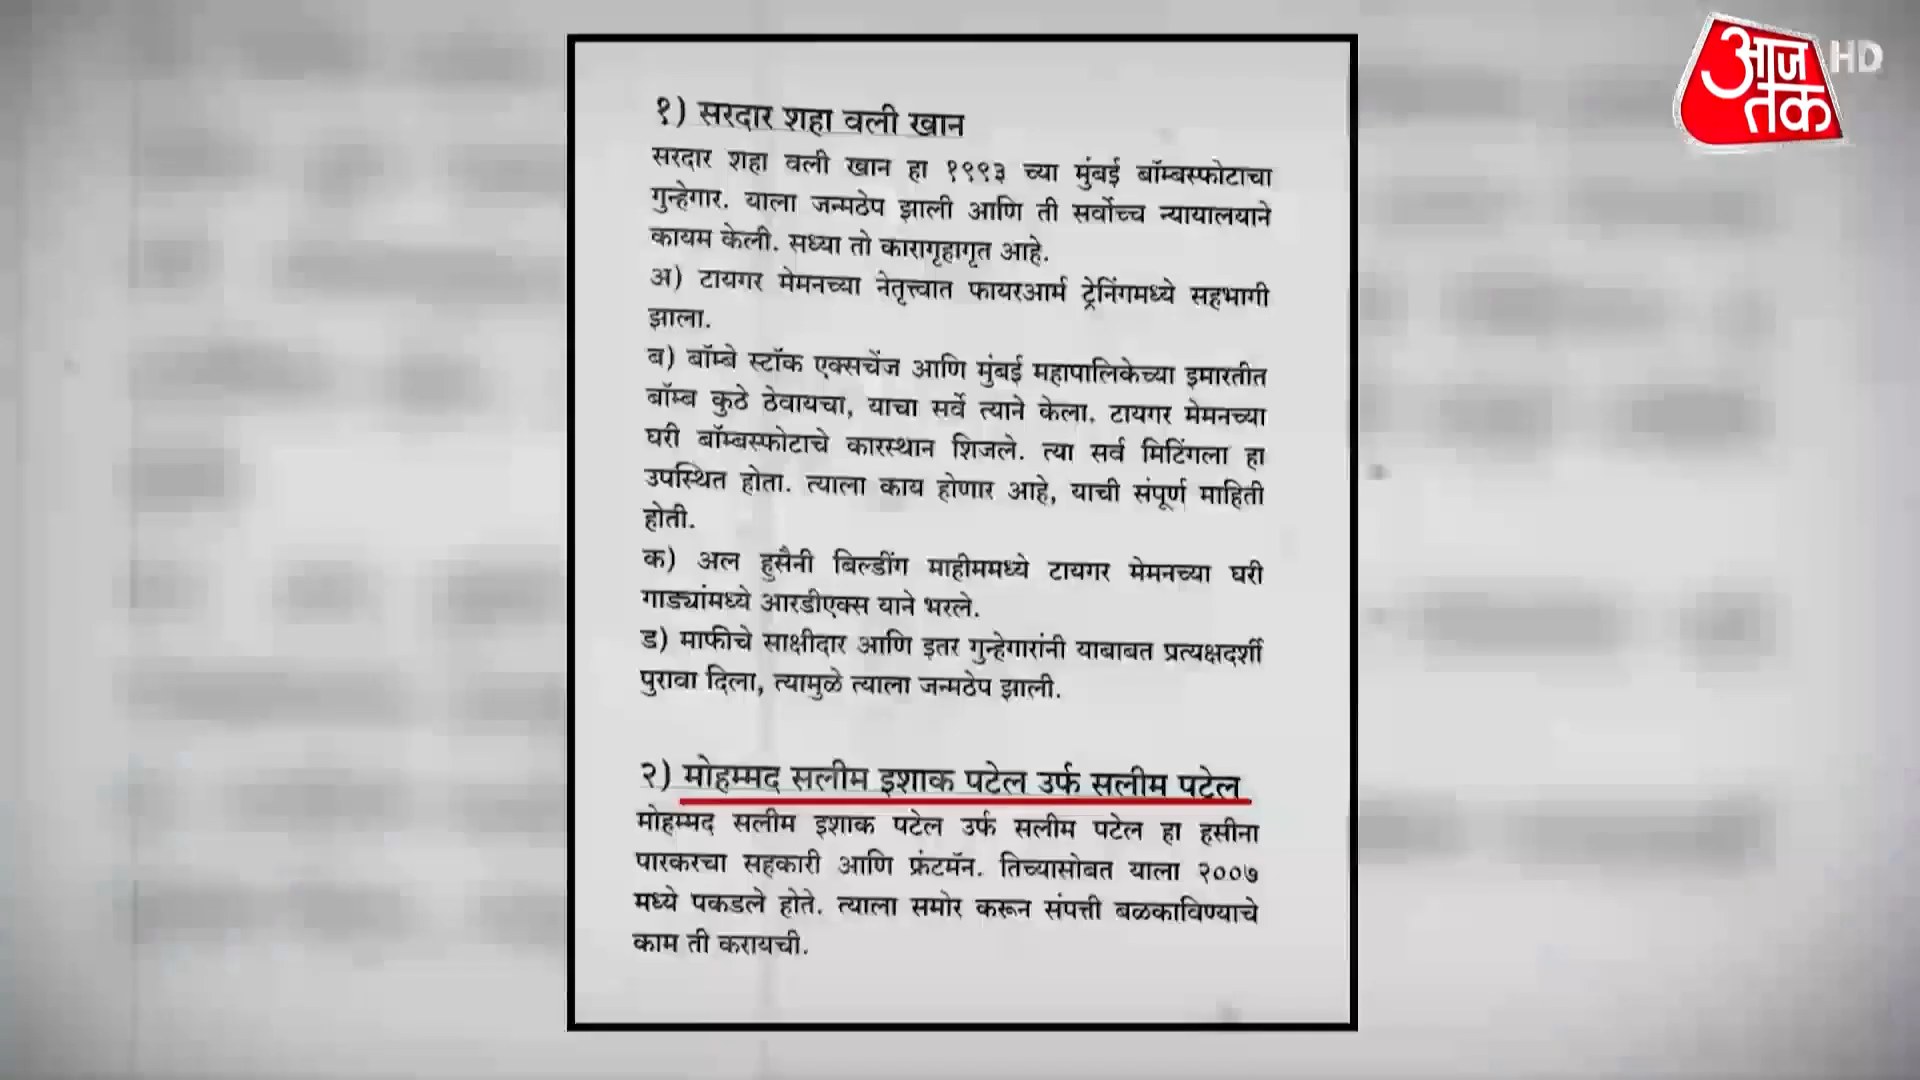 आज तक HD
१) सरदार शहा वली खान
सरदार शहा वली खान हा १९९३ च्या मुंबई बॉम्बस्फोटाचा
गुन्हेगार. याला जन्मठेप झाली आणि ती सर्वोच्च न्यायालयाने
कायम केली. सध्या तो कारागृहागृत आहे.
अ) टायगर मेमनच्या नेतृत्त्वात फायरआर्म ट्रेनिंगमध्ये सहभागी
झाला.
ब) बॉम्बे स्टॉक एक्सचेंज आणि मुंबई महापालिकेच्या इमारतीत
बॉम्ब कुठे ठेवायचा, याचा सर्वे त्याने केला. टायगर मेमनच्या
घरी बॉम्बस्फोटाचे कारस्थान शिजले. त्या सर्व मिटिंगला हा
उपस्थित होता. त्याला काय होणार आहे, याची संपूर्ण माहिती
होती.
क) अल हुसैनी बिल्डींग माहीममध्ये टायगर मेमनच्या घरी
गाड्यांमध्ये आरडीएक्स याने भरले.
ड) माफीचे साक्षीदार आणि इतर गुन्हेगारांनी याबाबत प्रत्यक्षदर्शी
पुरावा दिला, त्यामुळे त्याला जन्मठेप झाली.
२) मोहम्मद सलीम इशाक पटेल उर्फ सलीम पटेल
मोहम्मद सलीम इशाक पटेल उर्फ सलीम पटेल हा हसीना
पारकरचा सहकारी आणि फ्रंटमॅन. तिच्यासोबत याला २००७
मध्ये पकडले होते. त्याला समोर करून संपत्ती बळकाविण्याचे
काम ती करायची.